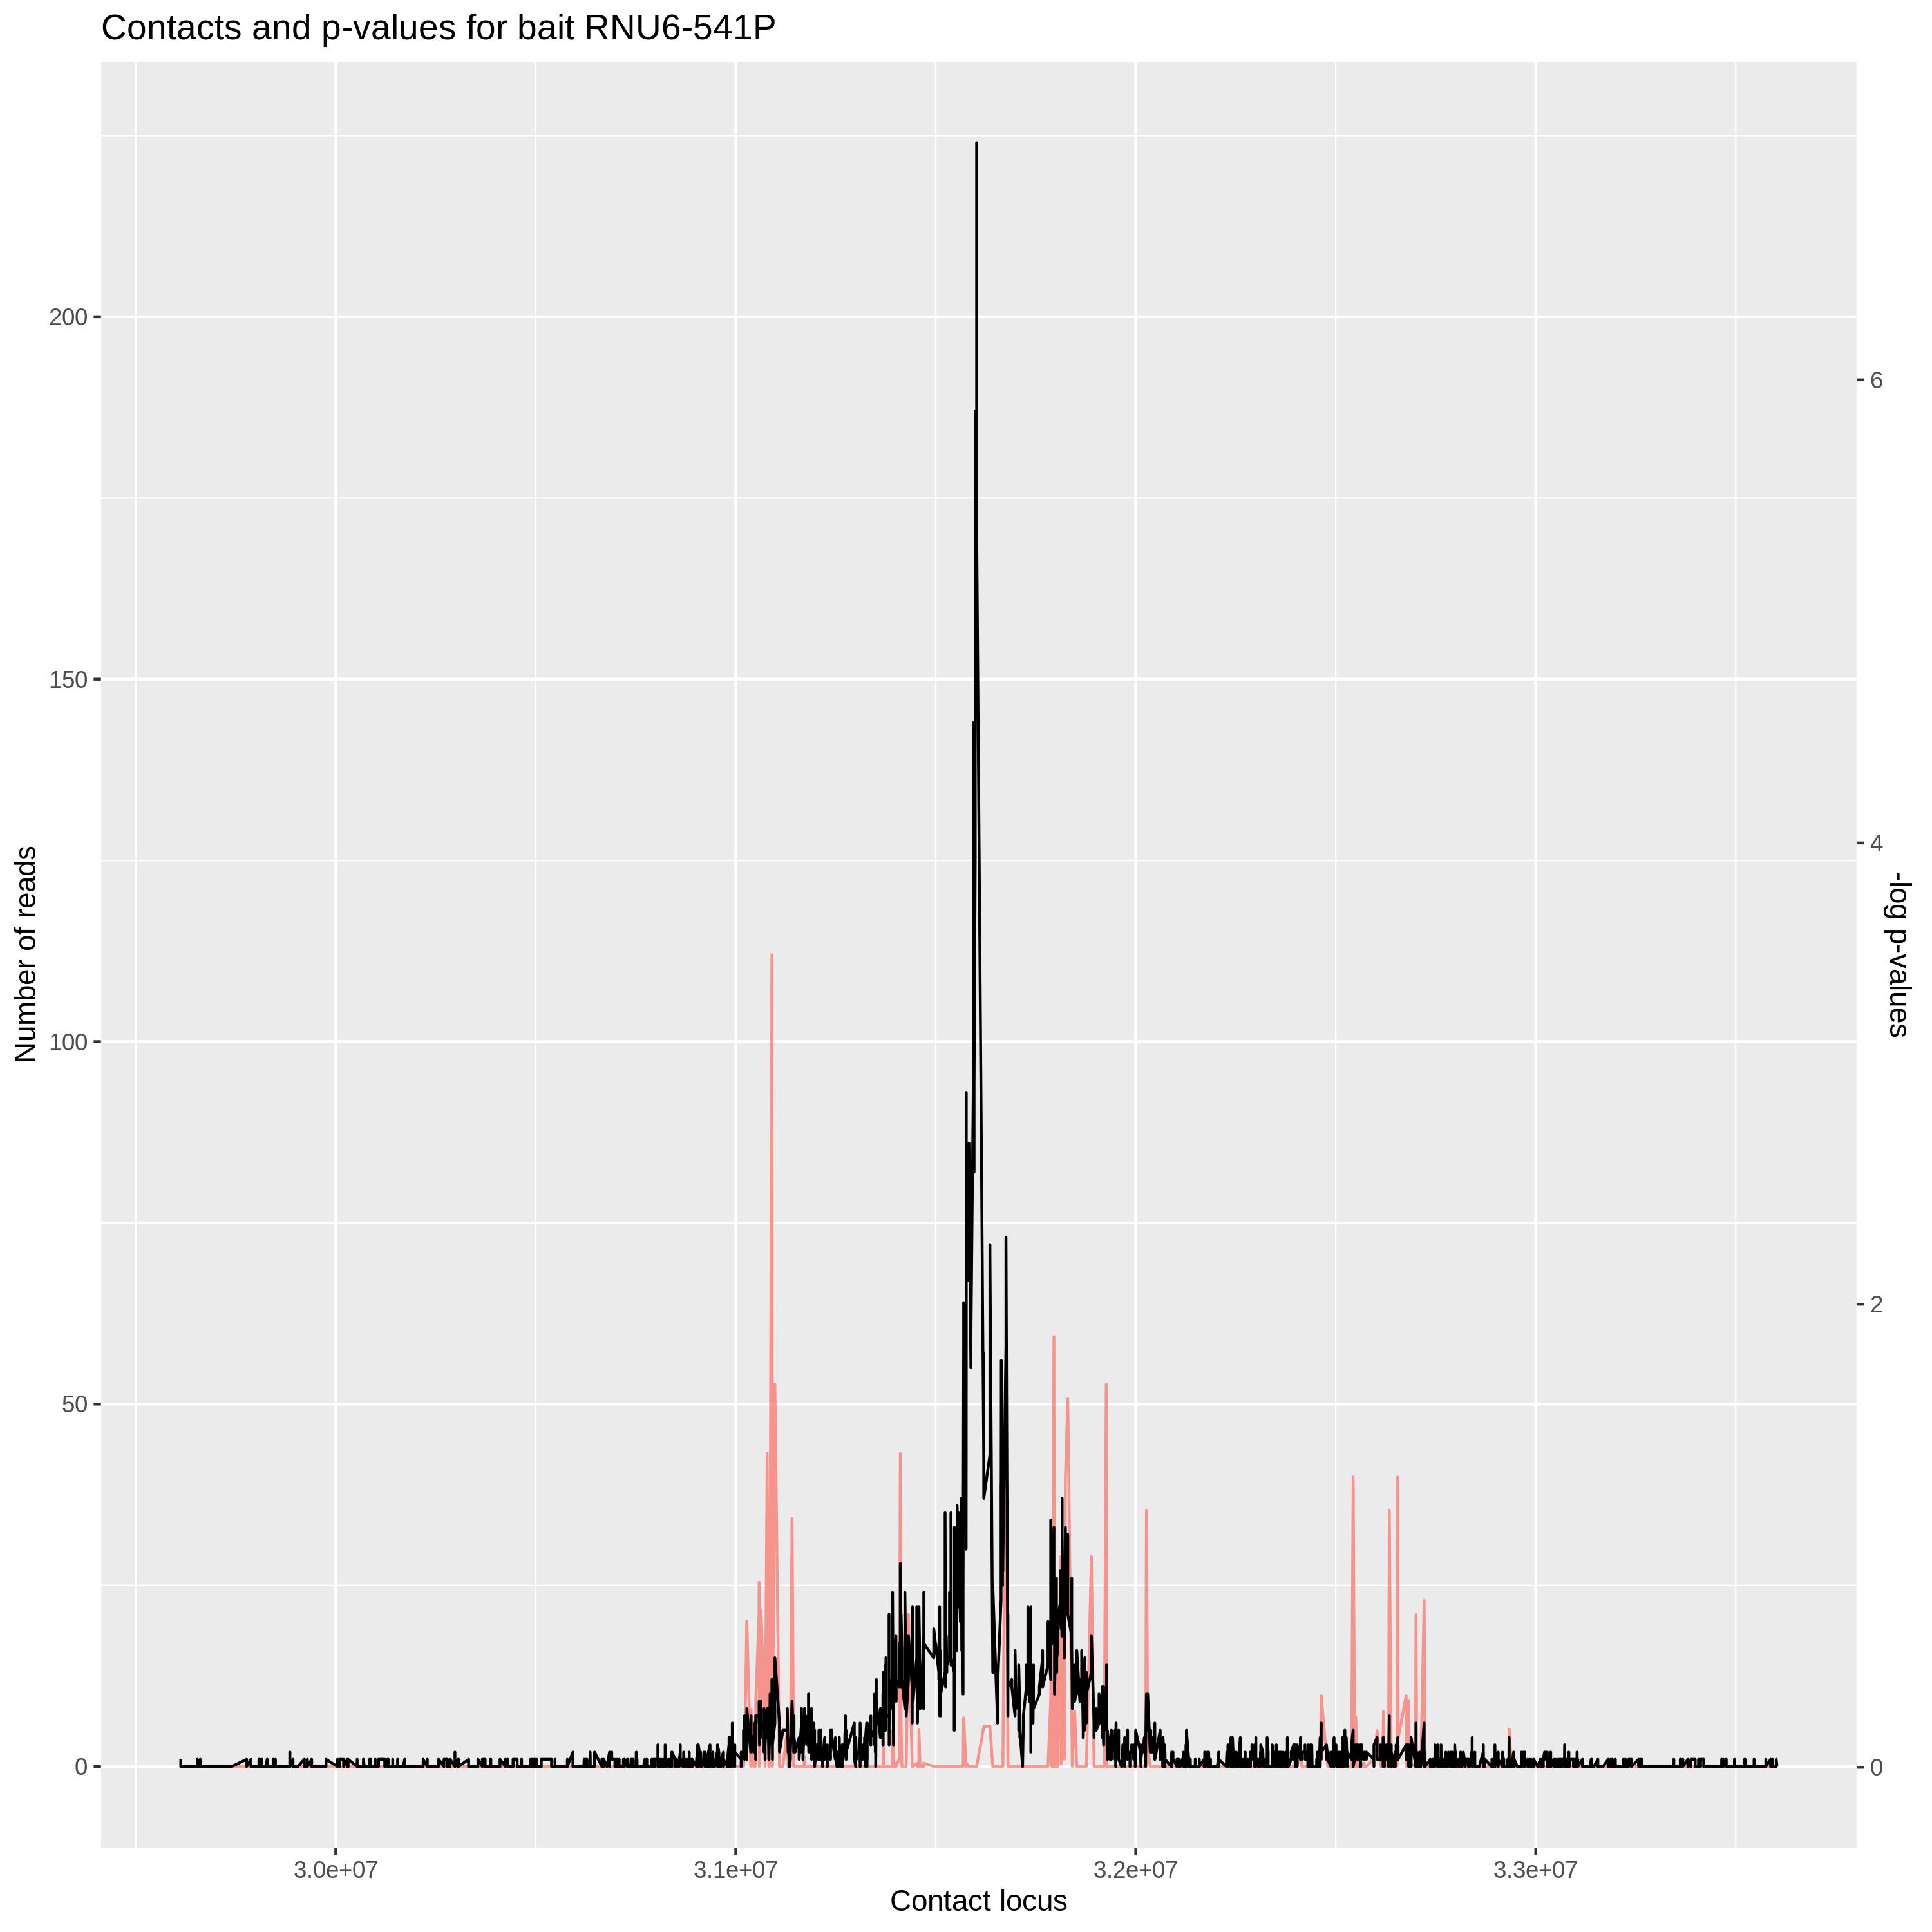 Contacts and p-values for bait RNU6-541P
Number of reads
200
150
100
50
0
6
4
2
0
-log p-values
3.0e+07
3.1e+07
3.2e+07
3.3e+07
Contact locus